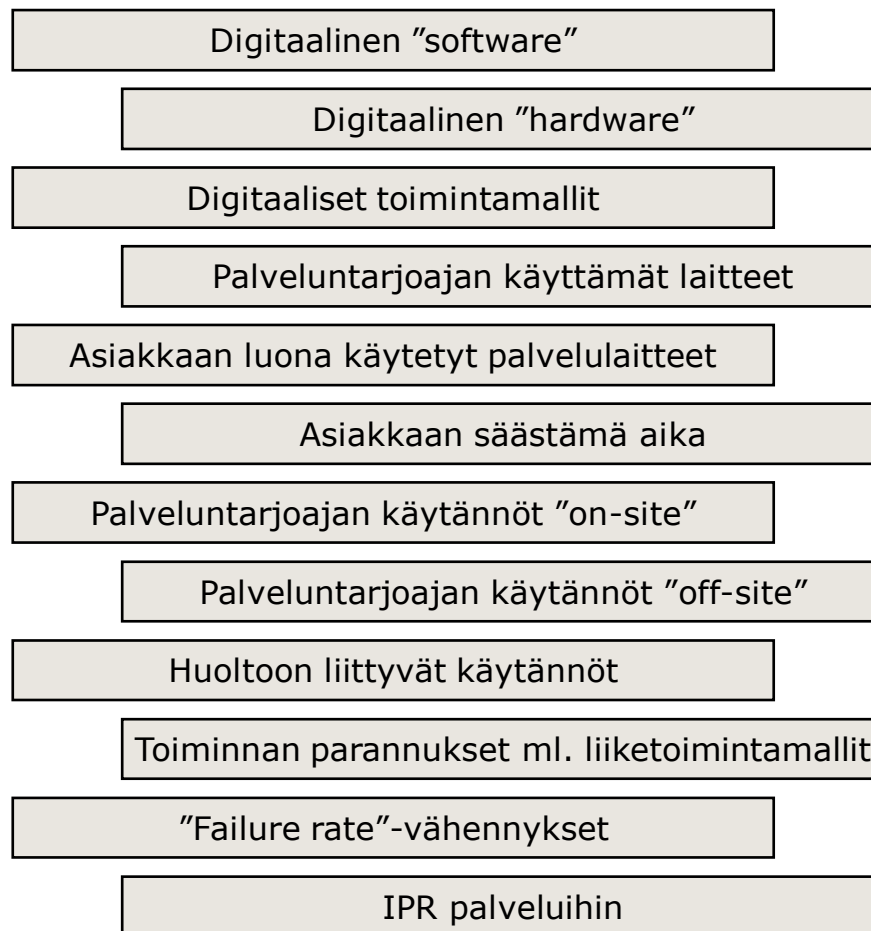 Digitaalinen ”software”
Digitaalinen ”hardware”
Digitaaliset toimintamallit
Palveluntarjoajan käyttämät laitteet
Asiakkaan luona käytetyt palvelulaitteet
Asiakkaan säästämä aika
Palveluntarjoajan käytännöt ”on-site”
Palveluntarjoajan käytännöt ”off-site”
Huoltoon liittyvät käytännöt
Toiminnan parannukset ml. liiketoimintamallit
”Failure rate”-vähennykset
IPR palveluihin